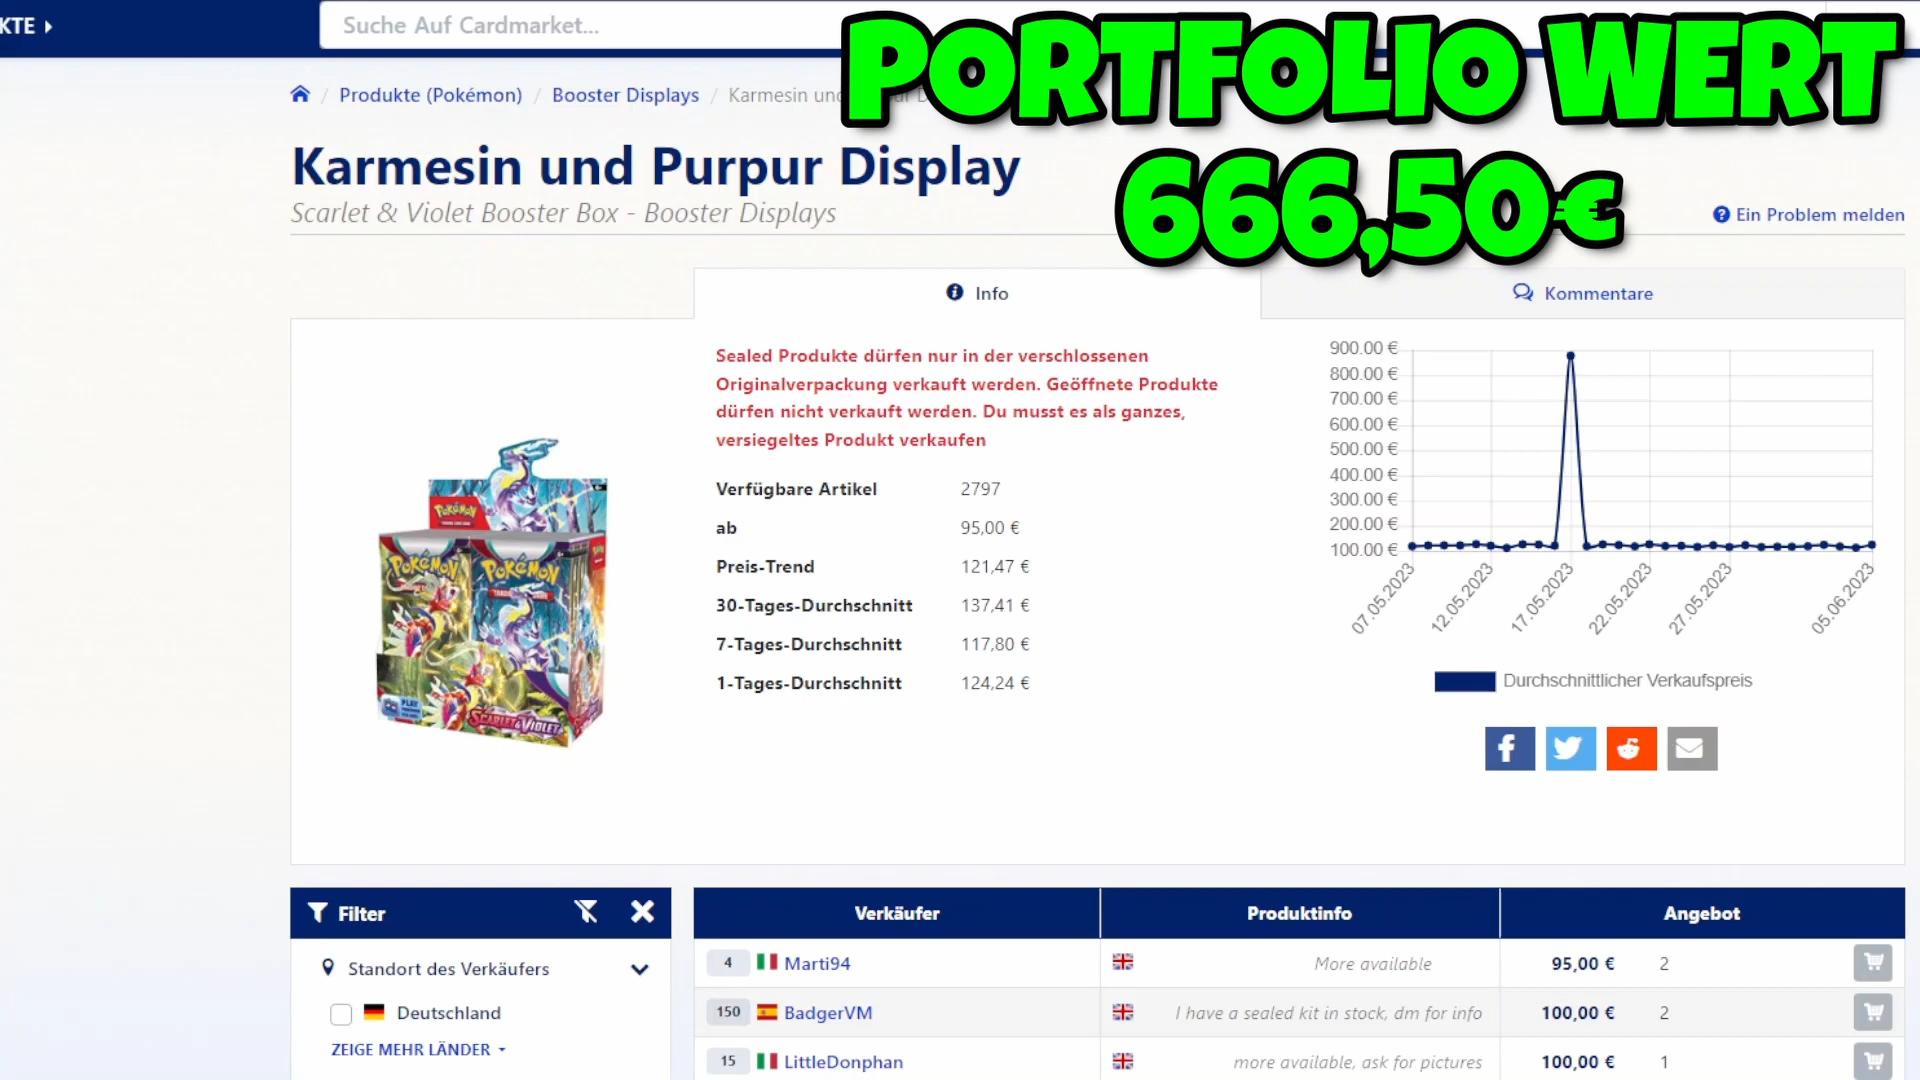 KTE
Suche Auf Cardmarket...
PORTFOLIO WERT
666,50€
Produkte (Pokémon) / Booster Displays / Karmesin und
Karmesin und Purpur Display
Scarlet & Violet Booster Box - Booster Displays
Ein Problem melden
Info
Kommentare
Sealed Produkte dürfen nur in der verschlossenen
Originalverpackung verkauft werden. Geöffnete Produkte
dürfen nicht verkauft werden. Du musst es als ganzes,
versiegeltes Produkt verkaufen
Verfügbare Artikel 2797
ab 95,00 €
Preis-Trend 121,47 €
30-Tages-Durchschnitt 137,41 €
7-Tages-Durchschnitt 117,80 €
1-Tages-Durchschnitt 124,24 €
900.00 €
800.00 €
700.00 €
600.00 €
500.00 €
400.00 €
300.00 €
200.00 €
100.00 €
07.05.2023
12.05.2023
17.05.2023
22.05.2023
27.05.2023
05.06.2023
Durchschnittlicher Verkaufspreis
POKÉMON
POKÉMON
POKÉMON
PLAY
SCARLET & VIOLET
Filter
Standort des Verkäufers
Deutschland
ZEIGE MEHR LÄNDER
Verkäufer Produktinfo Angebot
4 Marti94 More available 95,00 € 2
150 BadgerVM I have a sealed kit in stock, dm for info 100,00 € 2
15 LittleDonphan more available, ask for pictures 100,00 € 1